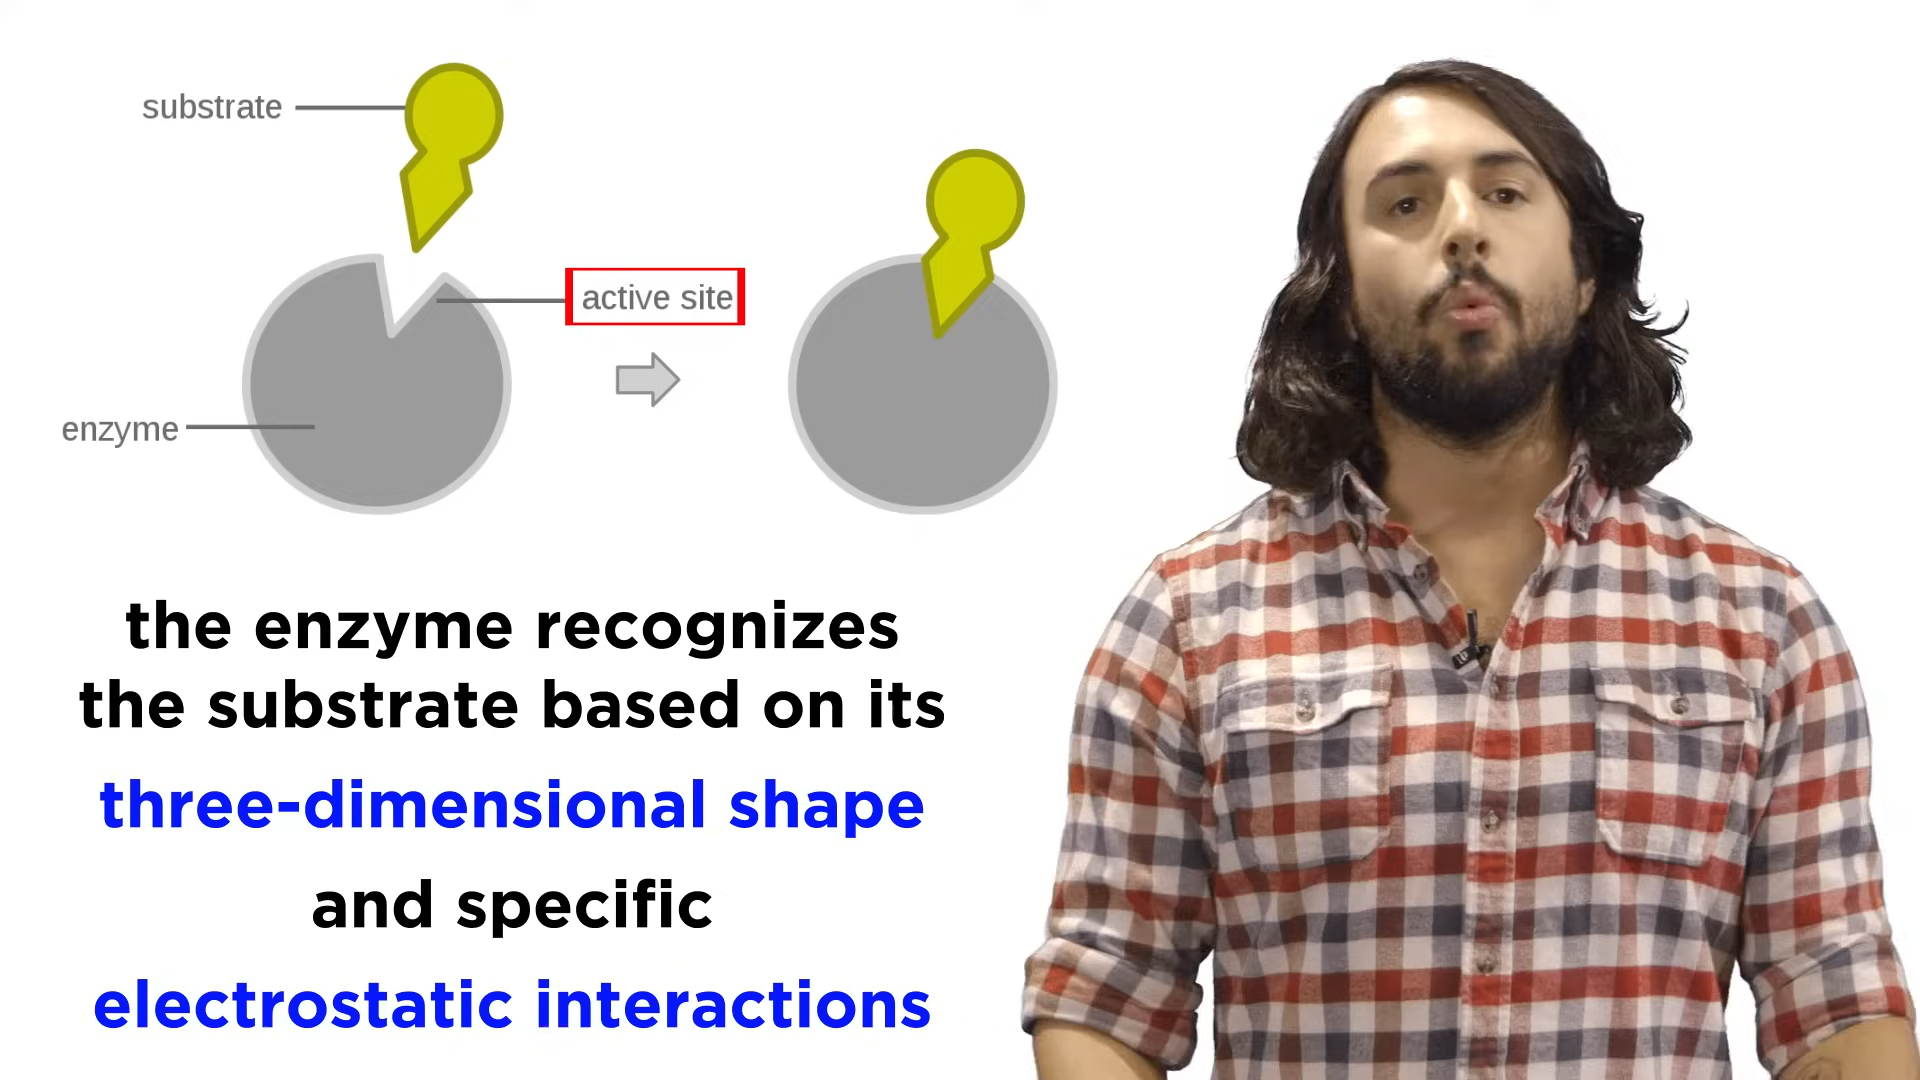 substrate
active site
enzyme
the enzyme recognizes
the substrate based on its
three-dimensional shape
and specific
electrostatic interactions